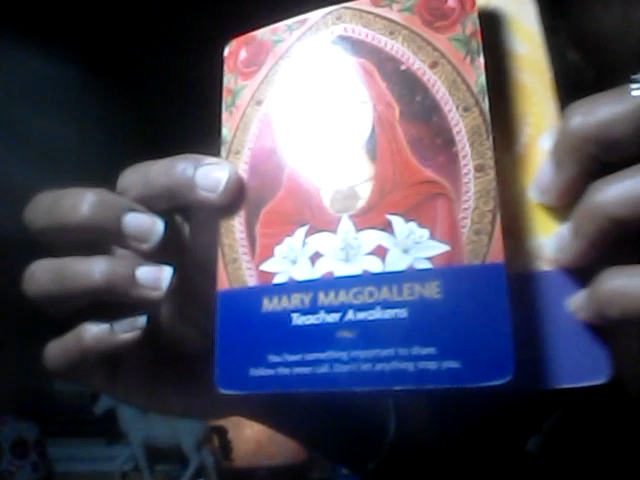 MARY MAGDALENE
Teacher Awakens
You have something important to share.
Follow the inner call. Don't let anything stop you.